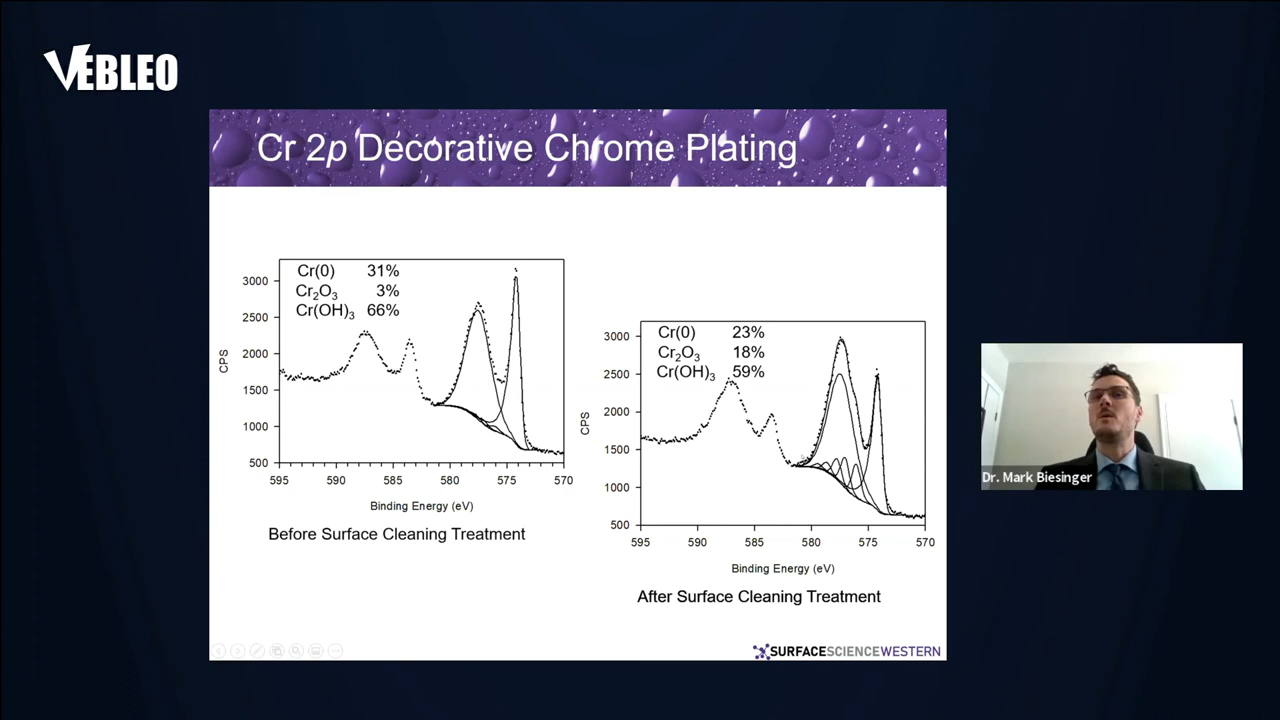 VEBLEO
Cr 2p Decorative Chrome Plating
Cr(0) 31%
Cr2O3 3%
Cr(OH)3 66%
3000
2500
2000
1500
1000
500
CPS
595 590 585 580 575 570
Binding Energy (eV)
Before Surface Cleaning Treatment
Cr(0) 23%
Cr2O3 18%
Cr(OH)3 59%
3000
2500
2000
1500
1000
500
CPS
595 590 585 580 575 570
Binding Energy (eV)
After Surface Cleaning Treatment
SURFACESCIENCEWESTERN
Dr. Mark Biesinger